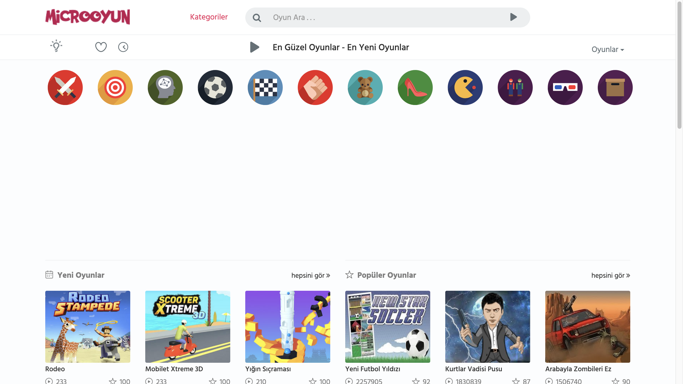 MiCROOYUN
Kategoriler
Oyun Ara . . .
En Güzel Oyunlar - En Yeni Oyunlar
Oyunlar
Yeni Oyunlar
hepsini gör »
Popüler Oyunlar
hepsini gör »
RODEO STAMPEDE
SCOOTER XTREME 3D
NEW STAR SOCCER
Rodeo
Mobilet Xtreme 3D
Yığın Sıçraması
Yeni Futbol Yıldızı
Kurtlar Vadisi Pusu
Arabayla Zombileri Ez
233
100
233
100
210
100
2257905
92
1830839
87
1506740
90